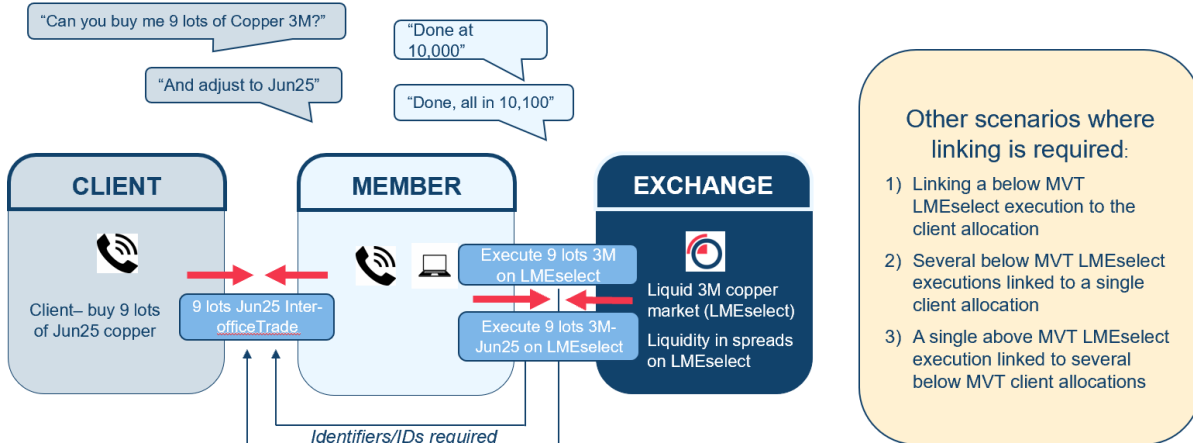 “Can you buy me 9 lots of Copper 3M?”
“And adjust to Jun25”
“Done at
10,000”
“Done, all in 10,100”
CLIENT
Client– buy 9 lots
of Jun25 copper
9 lots Jun25 Inter-
officeTrade
MEMBER
Execute 9 lots 3M
on LMEselect
Execute 9 lots 3M-
Jun25 on LMEselect
EXCHANGE
Liquid 3M copper
market (LMEselect)
Liquidity in spreads
on LMEselect
Identifiers/IDs required
Other scenarios where
linking is required:
1) Linking a below MVT
LMEselect execution to the
client allocation
2) Several below MVT LMEselect
executions linked to a single
client allocation
3) A single above MVT LMEselect
execution linked to several
below MVT client allocations